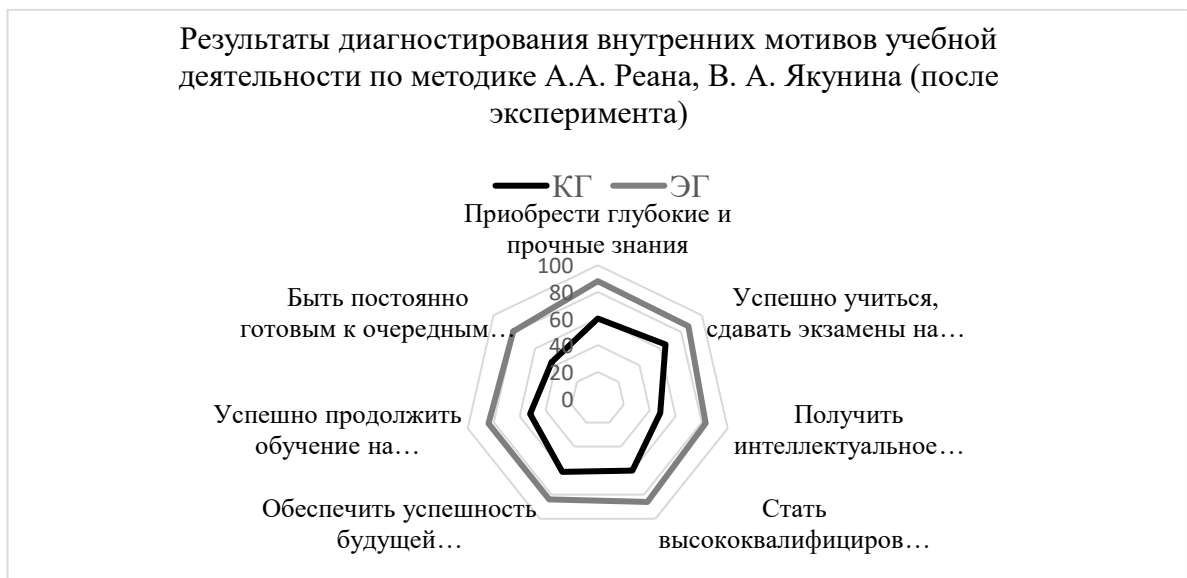 Результаты диагностирования внутренних мотивов учебной
деятельности по методике А.А. Реана, В. А. Якунина (после
эксперимента)
КГ ЭГ
Приобрести глубокие и
прочные знания
Успешно учиться,
сдавать экзамены на…
Получить
интеллектуальное…
Стать
высококвалифициров…
Обеспечить успешность
будущей…
Успешно продолжить
обучение на…
Быть постоянно
готовым к очередным…
100
80
60
40
20
0